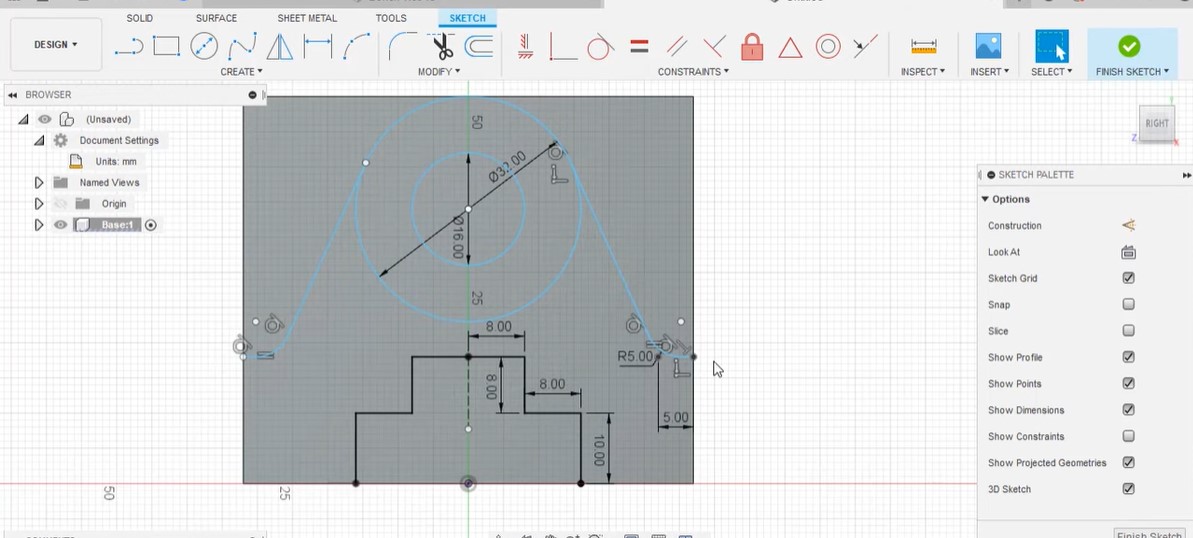 SOLID SURFACE SHEET METAL TOOLS SKETCH
DESIGN
CREATE MODIFY CONSTRAINTS INSPECT INSERT SELECT FINISH SKETCH
BROWSER
(Unsaved)
Document Settings
Units: mm
Named Views
Origin
Base:1
RIGHT
Z
X
50
Ø32.00
Ø16.00
25
8.00
R5.00
8.00
8.00
5.00
10.00
50
25
SKETCH PALETTE
Options
Construction
Look At
Sketch Grid
Snap
Slice
Show Profile
Show Points
Show Dimensions
Show Constraints
Show Projected Geometries
3D Sketch
Finish Sketch